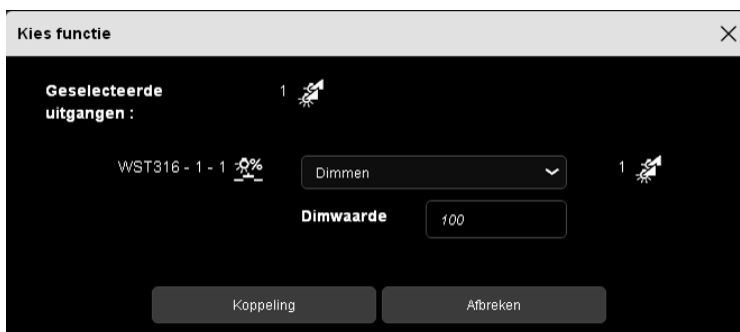 Kies functie
Geselecteerde 1
uitgangen :
WST316 - 1 - 1 % Dimmen 1
Dimwaarde 100
Koppeling Afbreken